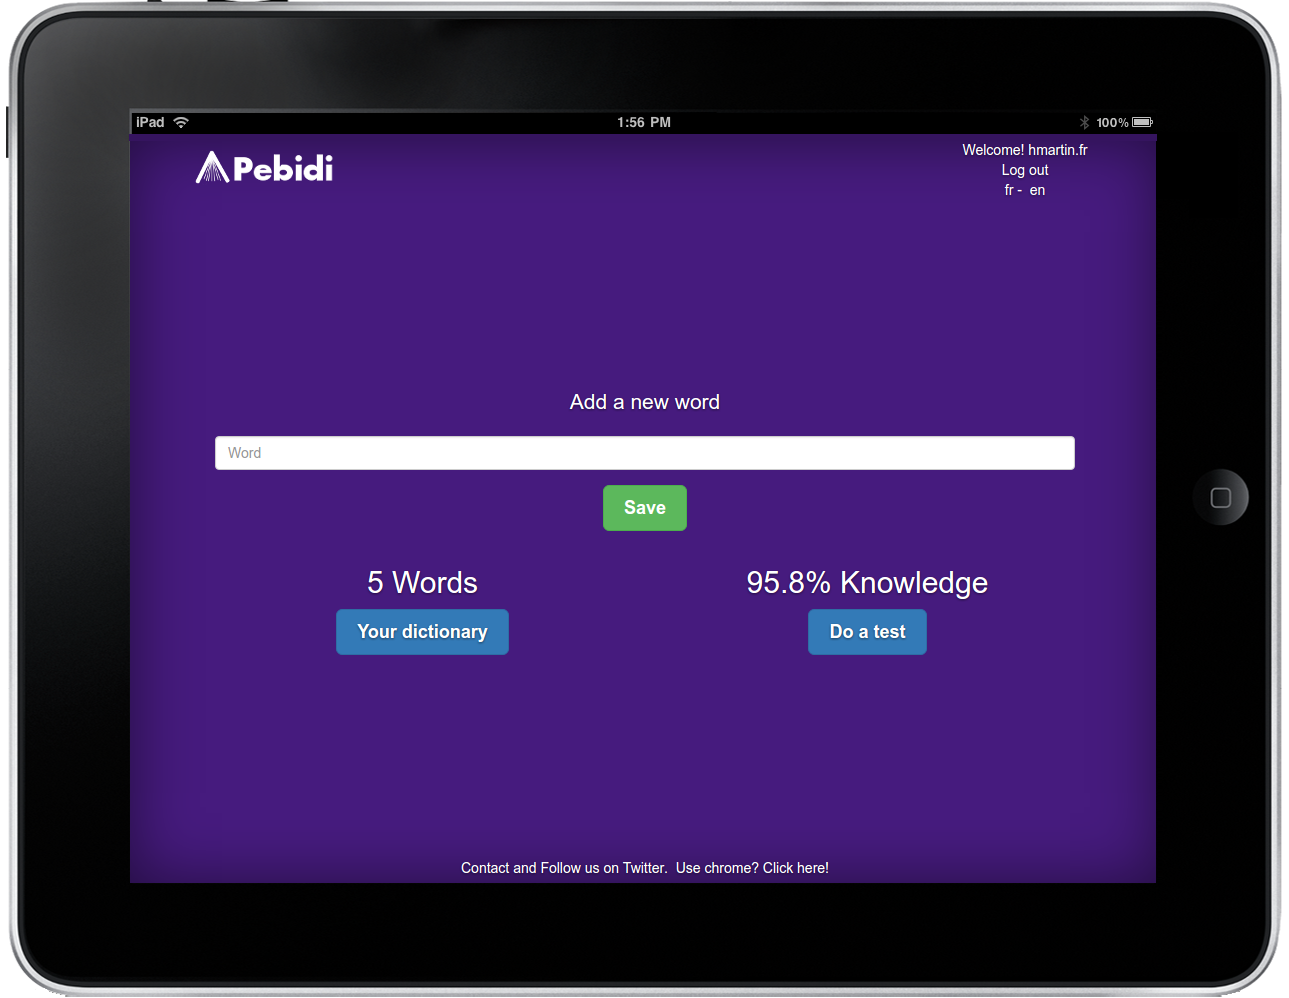 iPad 1:56 PM 100%
Pebidi
Welcome! hmartin.fr
Log out
fr - en
Add a new word
Word
Save
5 Words
95.8% Knowledge
Your dictionary
Do a test
Contact and Follow us on Twitter. Use chrome? Click here!